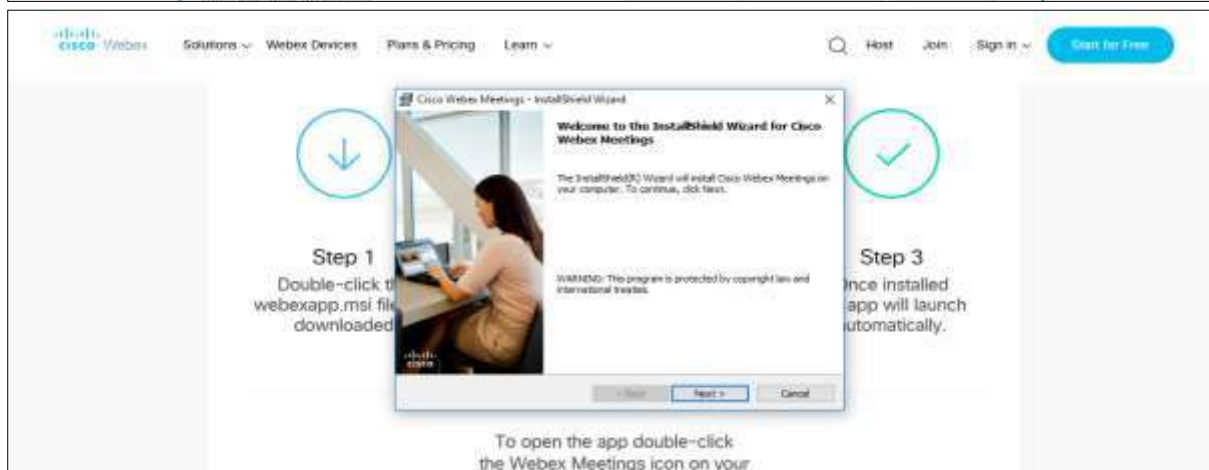 cisco Webex Solutions Webex Devices Plans & Pricing Learn Host Join Sign in Start for Free
Cisco Webex Meetings - InstallShield Wizard
Welcome to the InstallShield Wizard for Cisco
Webex Meetings
The InstallShield(R) Wizard will install Cisco Webex Meetings on
your computer. To continue, click Next.
WARNING: This program is protected by copyright law and
international treaties.
cisco
< Back Next > Cancel
Step 1
Double-click t
webexapp.msi file
downloaded
Step 3
Once installed
app will launch
automatically.
To open the app double-click
the Webex Meetings icon on your